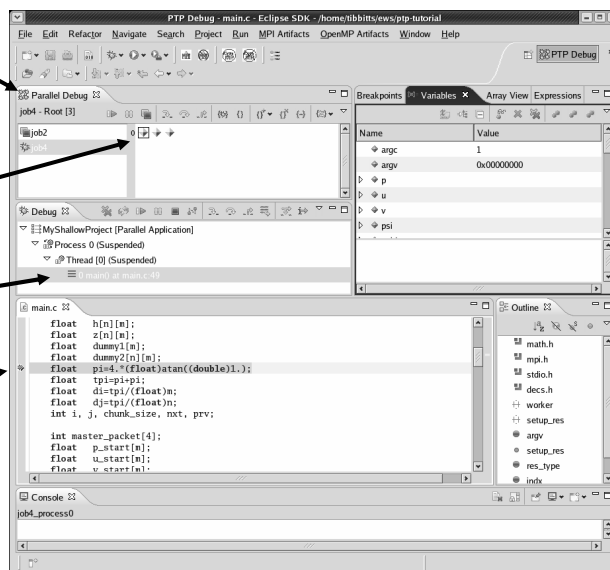 PTP Debug - main.c - Eclipse SDK - /home/tibbitts/ews/ptp-tutorial
File Edit Refactor Navigate Search Project Run MPI Artifacts OpenMP Artifacts Window Help
PTP Debug
Parallel Debug
job4 - Root [3]
job2
job4
0
Breakpoints Variables Array View Expressions
Name Value
argc 1
argv 0x00000000
p
u
v
psi
Debug
MyShallowProject [Parallel Application]
Process 0 (Suspended)
Thread [0] (Suspended)
0 main() at main.c:49
main.c
float h[n][m];
float z[n][m];
float dummy1[m];
float dummy2[n][m];
float pi=4.*(float)atan((double)1.);
float tpi=pi+pi;
float di=tpi/(float)m;
float dj=tpi/(float)n;
int i, j, chunk_size, nxt, prv;
int master_packet[4];
float p_start[m];
float u_start[m];
float v_start[m];
Outline
math.h
mpi.h
stdio.h
decs.h
worker
setup_res
argv
setup_res
res_type
indx
Console
job4_process0